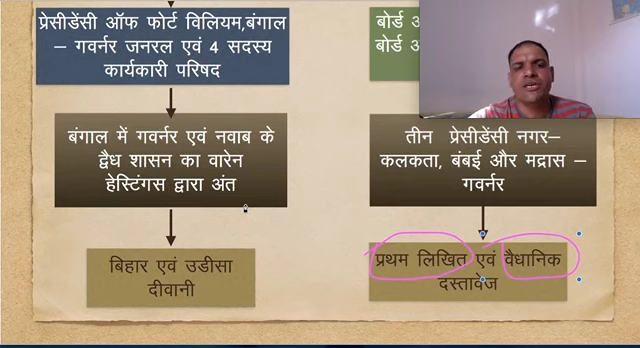 प्रेसीडेंसी ऑफ फोर्ट विलियम,बंगाल
– गवर्नर जनरल एवं 4 सदस्य
कार्यकारी परिषद
बंगाल में गवर्नर एवं नवाब के
द्वैध शासन का वारेन
हेस्टिंगस द्वारा अंत
बिहार एवं उडीसा
दीवानी
बोर्ड
बोर्ड
तीन प्रेसीडेंसी नगर–
कलकता, बंबई और मद्रास –
गवर्नर
प्रथम लिखित एवं वैधानिक
दस्तावेज